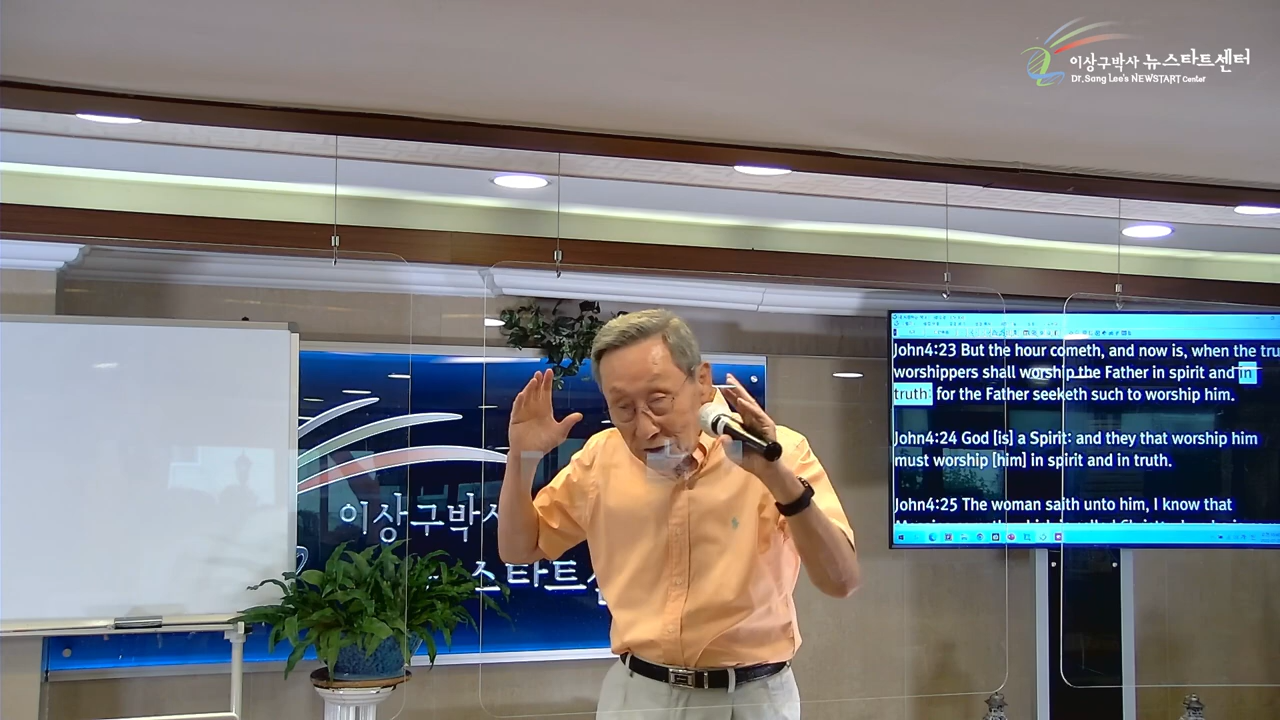 이상구박사 뉴스타트센터
Dr. Sang Lee's NEWSTART Center
John4:23 But the hour cometh, and now is, when the tru
worshippers shall worship the Father in spirit and in
truth: for the Father seeketh such to worship him.
John4:24 God [is] a Spirit: and they that worship him
must worship [him] in spirit and in truth.
John4:25 The woman saith unto him, I know that
이상구박사
스타트센